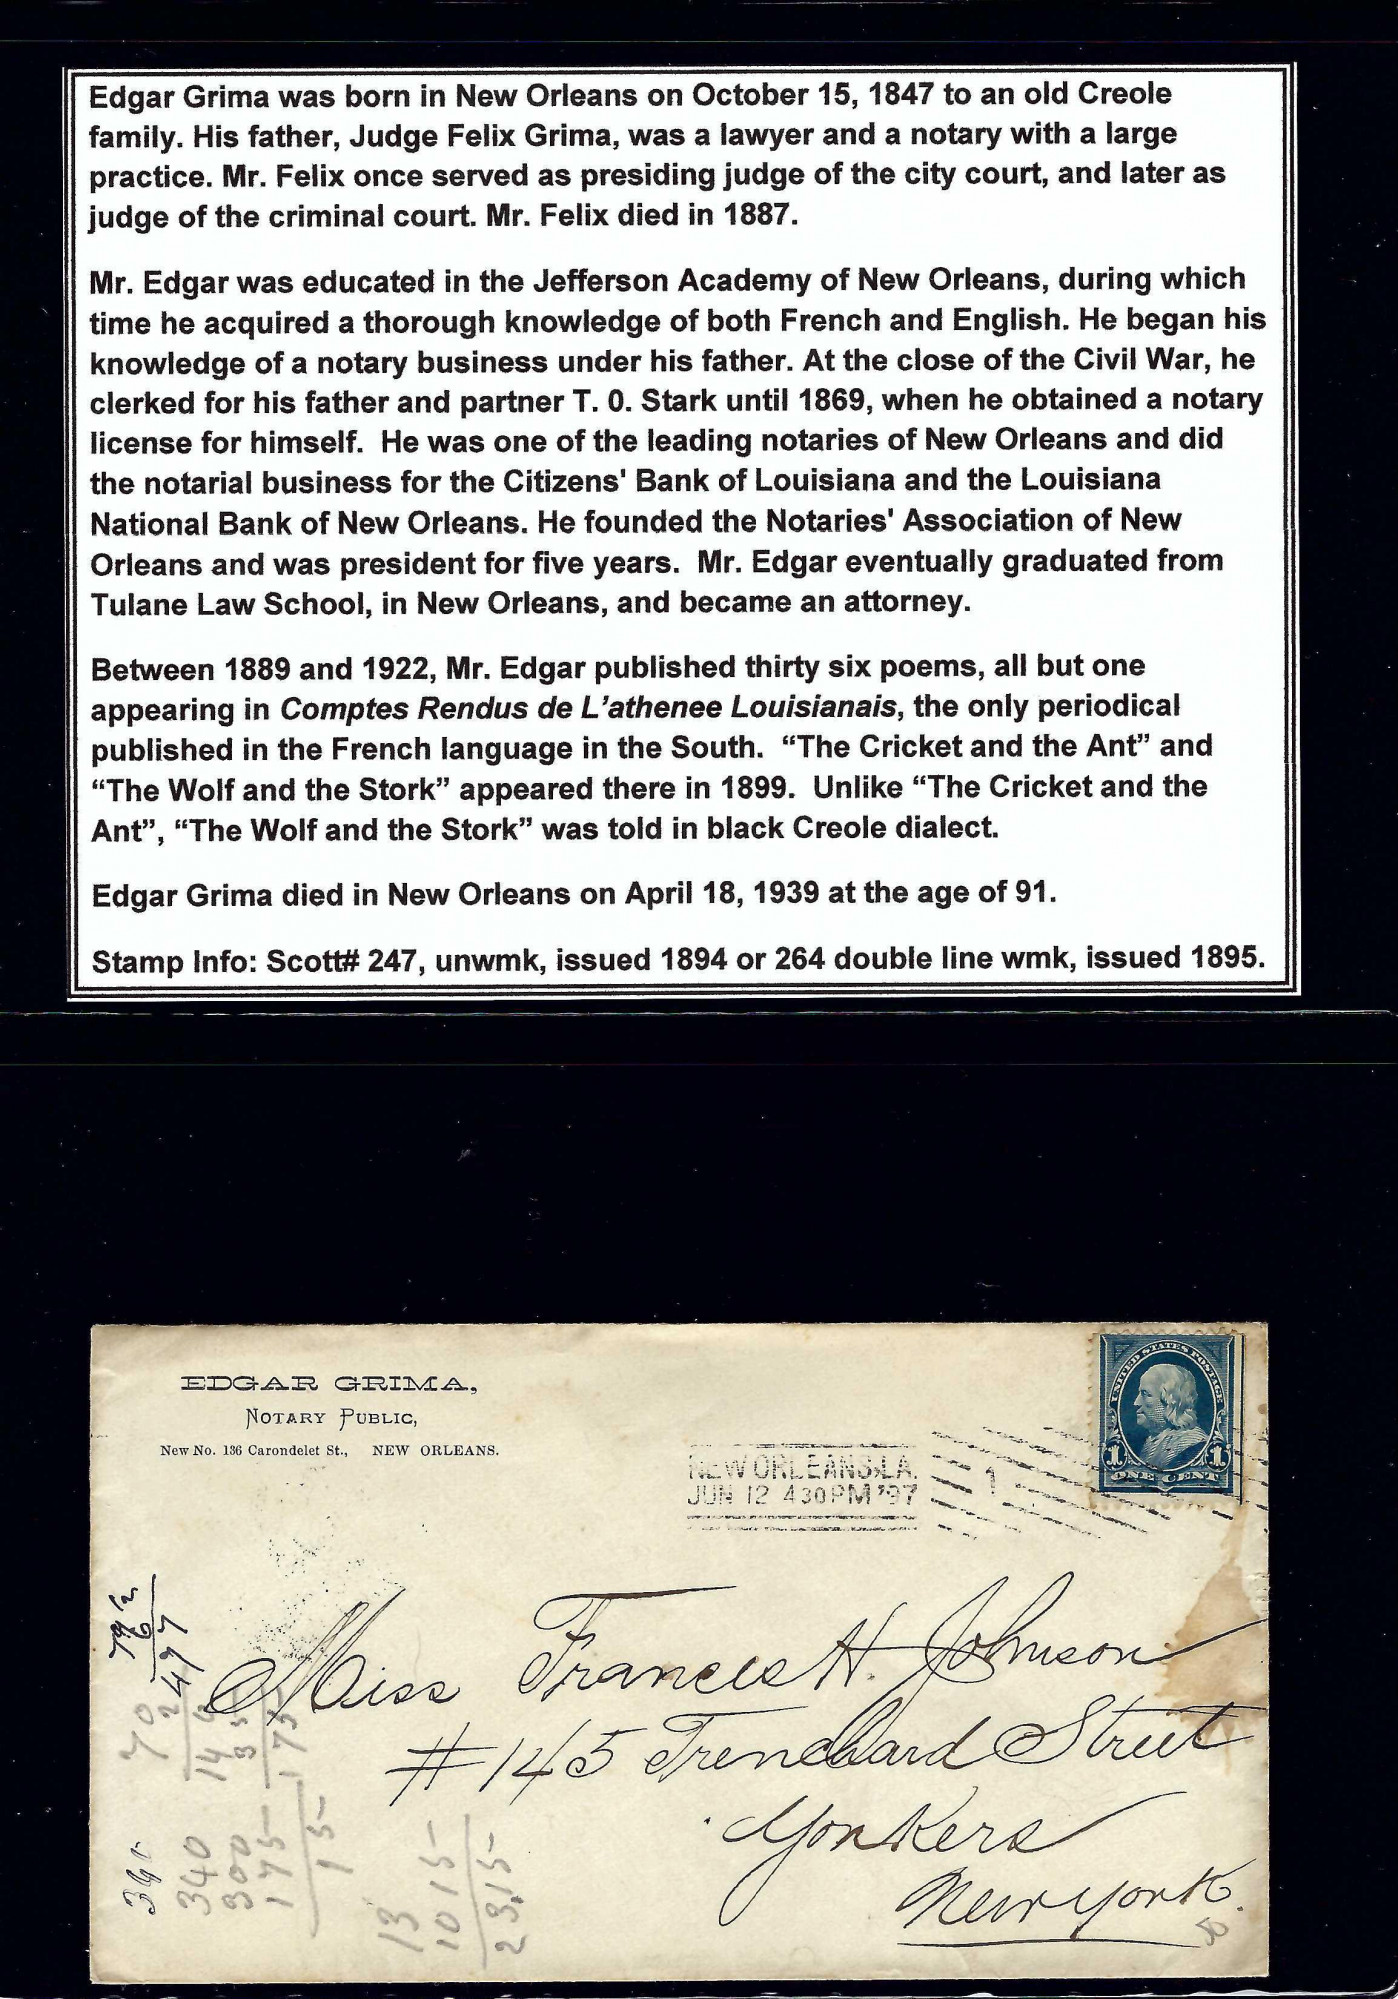 Edgar Grima was born in New Orleans on October 15, 1847 to an old Creole
family. His father, Judge Felix Grima, was a lawyer and a notary with a large
practice. Mr. Felix once served as presiding judge of the city court, and later as
judge of the criminal court. Mr. Felix died in 1887.
Mr. Edgar was educated in the Jefferson Academy of New Orleans, during which
time he acquired a thorough knowledge of both French and English. He began his
knowledge of a notary business under his father. At the close of the Civil War, he
clerked for his father and partner T. 0. Stark until 1869, when he obtained a notary
license for himself.  He was one of the leading notaries of New Orleans and did
the notarial business for the Citizens' Bank of Louisiana and the Louisiana
National Bank of New Orleans. He founded the Notaries' Association of New
Orleans and was president for five years.  Mr. Edgar eventually graduated from
Tulane Law School, in New Orleans, and became an attorney.
Between 1889 and 1922, Mr. Edgar published thirty six poems, all but one
appearing in Comptes Rendus de L'athenee Louisianais, the only periodical
published in the French language in the South.  “The Cricket and the Ant” and
“The Wolf and the Stork” appeared there in 1899.  Unlike “The Cricket and the
Ant”, “The Wolf and the Stork” was told in black Creole dialect.
Edgar Grima died in New Orleans on April 18, 1939 at the age of 91.
Stamp Info: Scott# 247, unwmk, issued 1894 or 264 double line wmk, issued 1895.
EDGAR GRIMA,
NOTARY PUBLIC,
New No. 136 Carondelet St., NEW ORLEANS.
NEW ORLEANS, LA.
JUN 12 430PM '97
1
UNITED STATES POSTAGE
1 1
ONE CENT
Miss Frances H. Johnson
#145 Trenchard Street
Yonkers
New York.
70
2
140
35
175
340
300
175
15
13
1015
2315